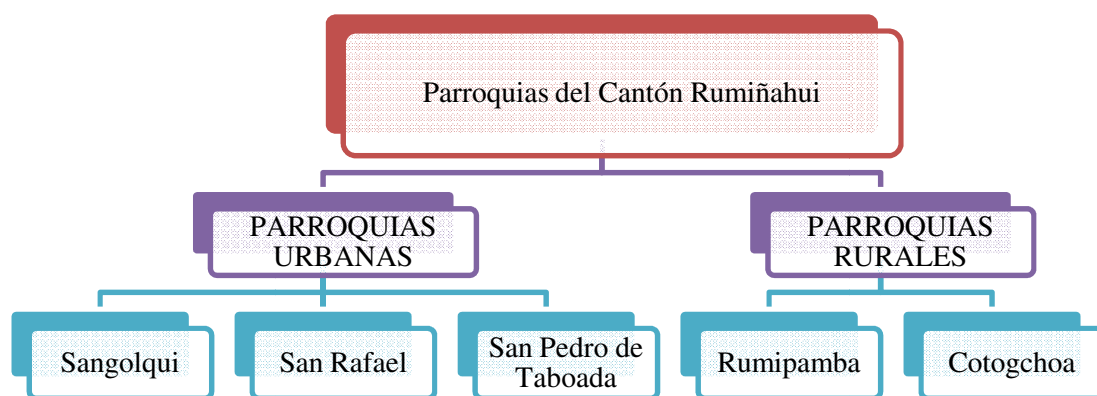 Parroquias del Cantón Rumiñahui
PARROQUIAS
URBANAS
PARROQUIAS
RURALES
Sangolqui
San Rafael
San Pedro de
Taboada
Rumipamba
Cotogchoa